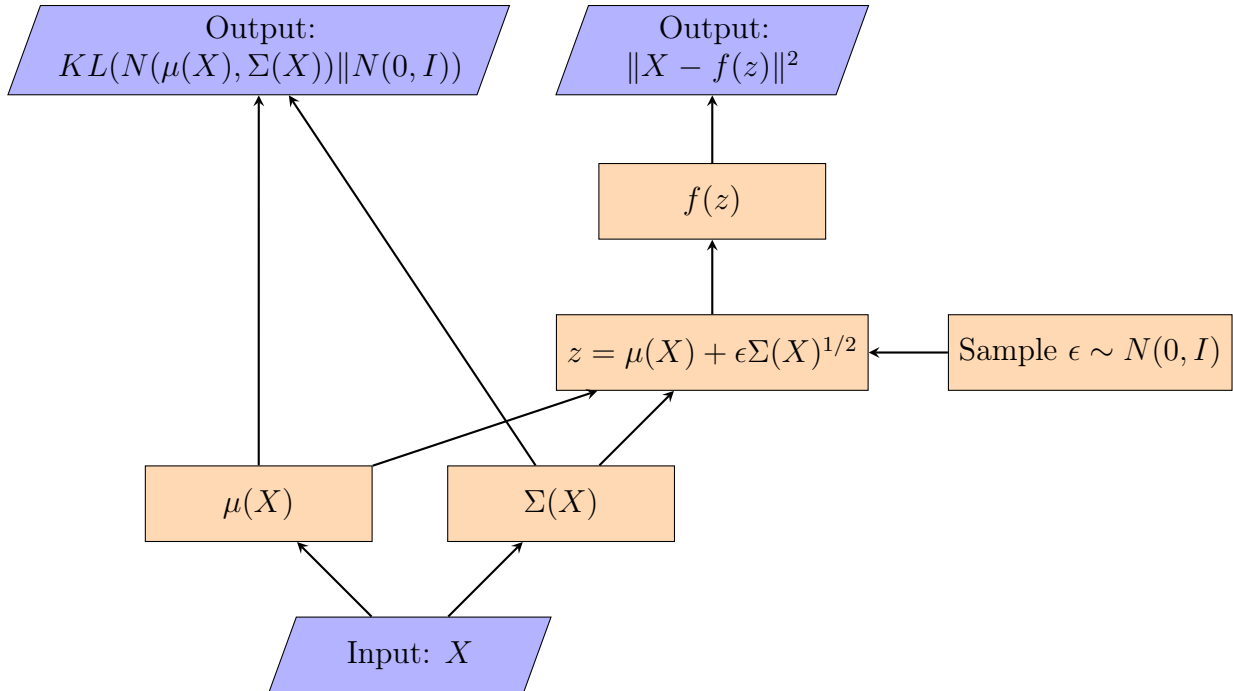 Output:
KL(N(μ(X), Σ(X))‖N(0, I))
Output:
‖X − f(z)‖²
f(z)
z = μ(X) + ϵΣ(X)^{1/2}
Sample ϵ ∼ N(0, I)
μ(X)
Σ(X)
Input: X